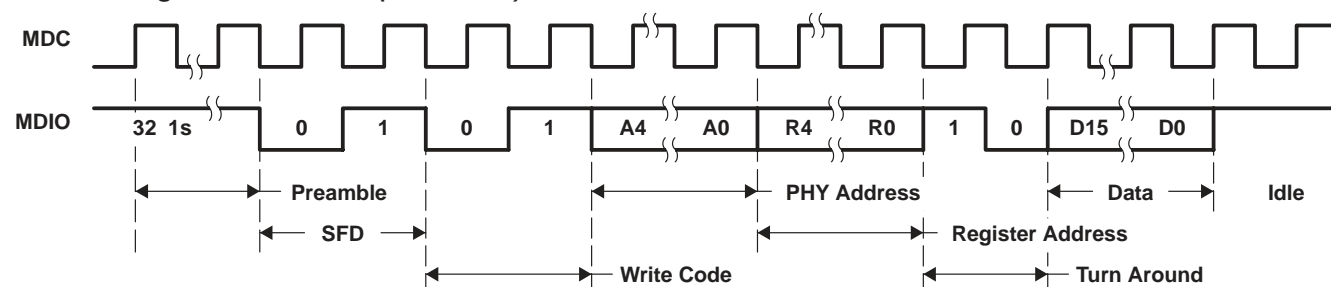 MDC
MDIO
32 1s 0 1 0 1 A4 A0 R4 R0 1 0 D15 D0
Preamble PHY Address Data Idle
SFD Register Address
Write Code Turn Around